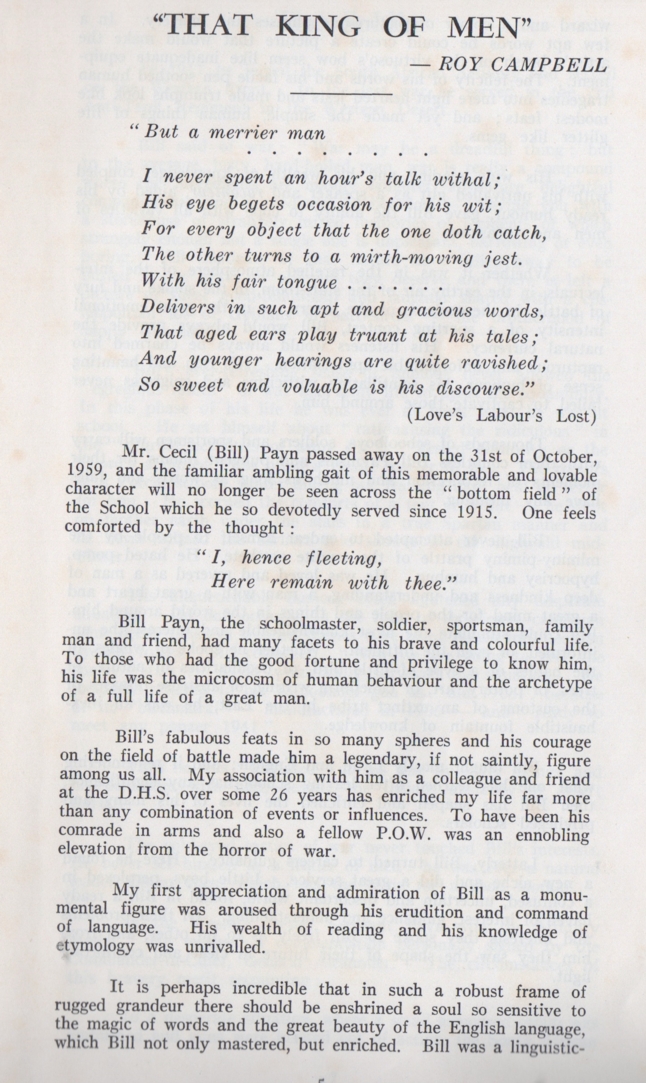 "THAT KING OF MEN"
— ROY CAMPBELL
" But a merrier man
. . . . . . . .
I never spent an hour's talk withal;
His eye begets occasion for his wit;
For every object that the one doth catch,
The other turns to a mirth-moving jest.
With his fair tongue . . . . . . .
Delivers in such apt and gracious words,
That aged ears play truant at his tales;
And younger hearings are quite ravished;
So sweet and voluable is his discourse."
(Love's Labour's Lost)
Mr. Cecil (Bill) Payn passed away on the 31st of October,
1959, and the familiar ambling gait of this memorable and lovable
character will no longer be seen across the " bottom field " of
the School which he so devotedly served since 1915. One feels
comforted by the thought :
" I, hence fleeting,
Here remain with thee."
Bill Payn, the schoolmaster, soldier, sportsman, family
man and friend, had many facets to his brave and colourful life.
To those who had the good fortune and privilege to know him,
his life was the microcosm of human behaviour and the archetype
of a full life of a great man.
Bill's fabulous feats in so many spheres and his courage
on the field of battle made him a legendary, if not saintly, figure
among us all. My association with him as a colleague and friend
at the D.H.S. over some 26 years has enriched my life far more
than any combination of events or influences. To have been his
comrade in arms and also a fellow P.O.W. was an ennobling
elevation from the horror of war.
My first appreciation and admiration of Bill as a monu-
mental figure was aroused through his erudition and command
of language. His wealth of reading and his knowledge of
etymology was unrivalled.
It is perhaps incredible that in such a robust frame of
rugged grandeur there should be enshrined a soul so sensitive to
the magic of words and the great beauty of the English language,
which Bill not only mastered, but enriched. Bill was a linguistic-